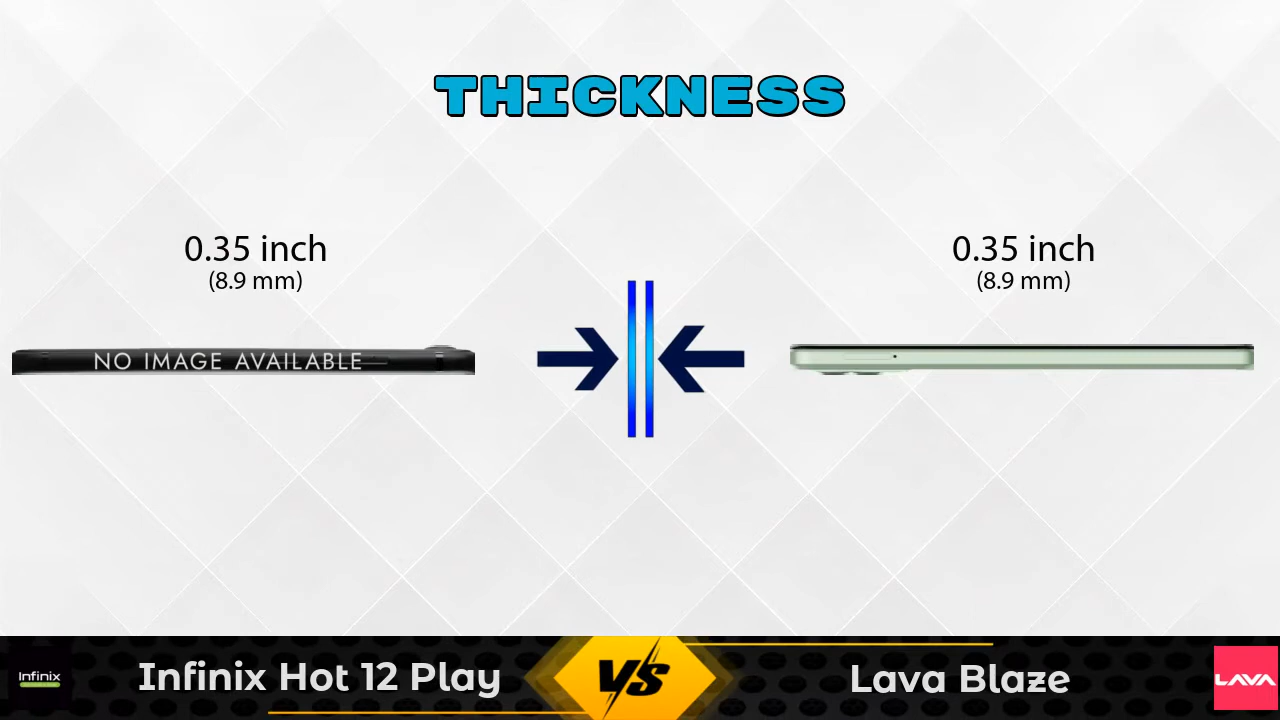 THICKNESS
0.35 inch
(8.9 mm)
0.35 inch
(8.9 mm)
NO IMAGE AVAILABLE
Infinix
Infinix Hot 12 Play
VS
Lava Blaze
LAVA